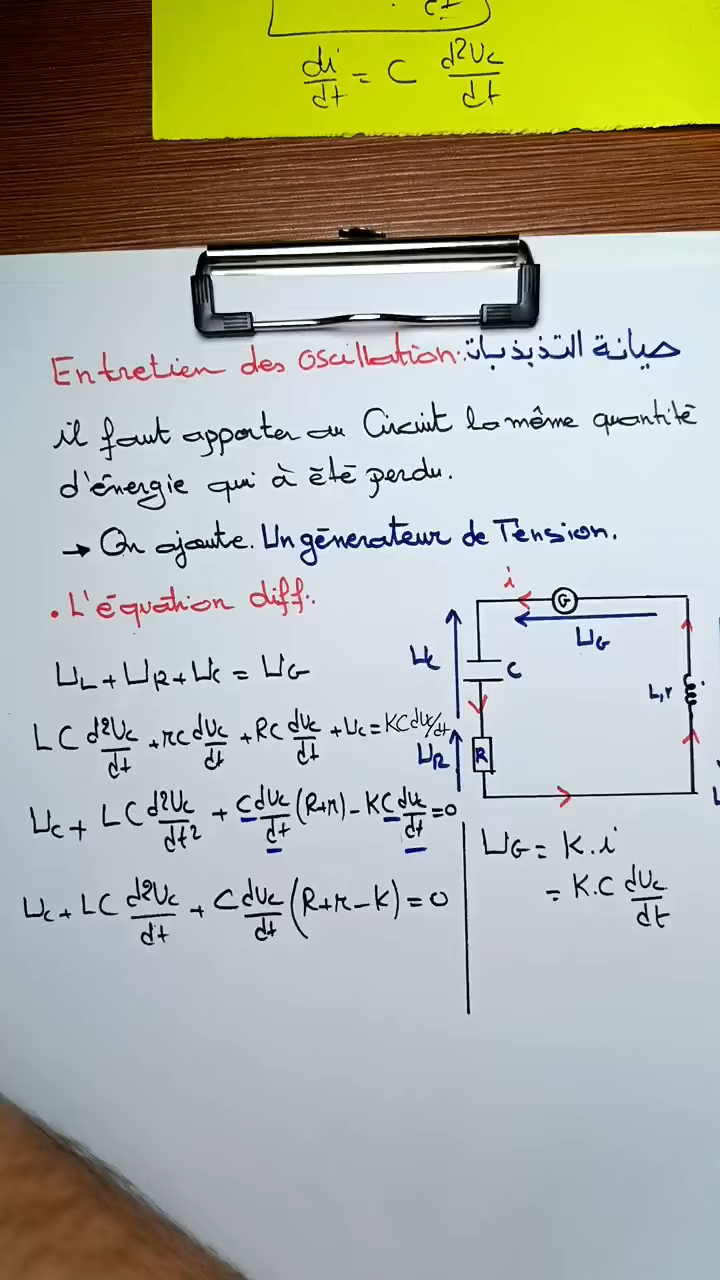 di/dt = C d²Uc/dt
Entretien des oscillation: صيانة التذبذبات
il faut apporter au Circuit la même quantité
d'énergie qui à été perdu.
→ On ajoute. Un génerateur de Tension.
• L'équation diff:
UL + UR + Uc = UG
LC d²Uc/dt + rc dUc/dt + RC dUc/dt + Uc = KC dUc/dt
Uc + LC d²Uc/dt² + C dUc/dt (R+r) - KC dUc/dt = 0
Uc + LC d²Uc/dt + C dUc/dt (R+r-K) = 0
i
G
UG
Uc
C
L, r
UR
R
UG = K.i
= K.C dUc/dt